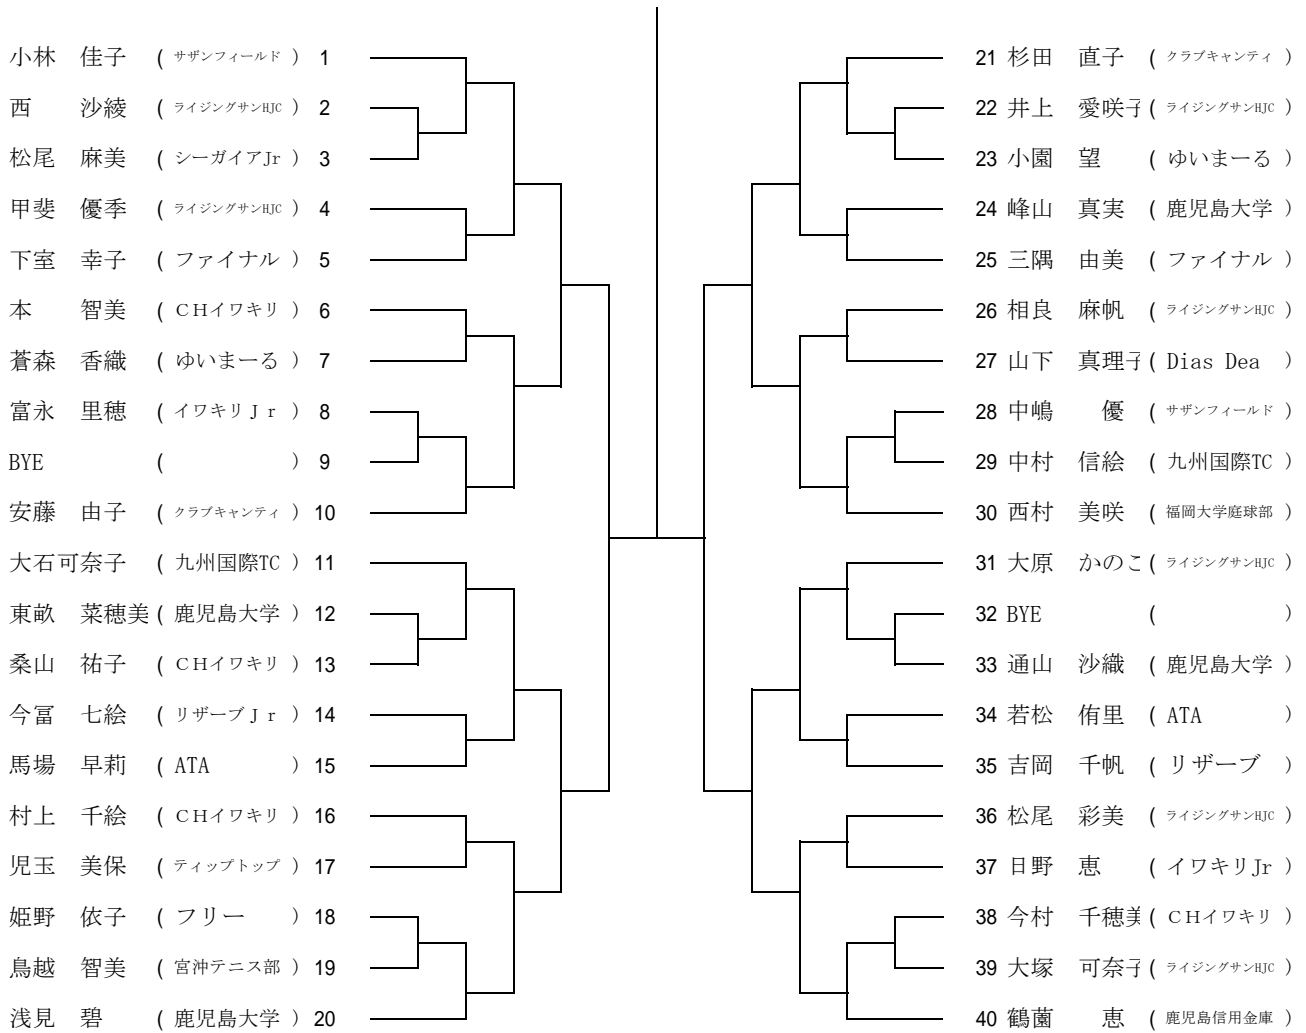 小林　佳子　( サザンフィールド ) 1
西　　沙綾　( ライジングサンHJC ) 2
松尾　麻美　( シーガイアJr ) 3
甲斐　優季　( ライジングサンHJC ) 4
下室　幸子　( ファイナル ) 5
本　　智美　( ＣＨイワキリ ) 6
蒼森　香織　( ゆいまーる ) 7
富永　里穂　( イワキリＪｒ ) 8
BYE　( ) 9
安藤　由子　( クラブキャンティ ) 10
大石可奈子　( 九州国際TC ) 11
東畝　菜穂美 ( 鹿児島大学 ) 12
桑山　祐子　( ＣＨイワキリ ) 13
今冨　七絵　( リザーブＪｒ ) 14
馬場　早莉　( ATA ) 15
村上　千絵　( ＣＨイワキリ ) 16
児玉　美保　( ティップトップ ) 17
姫野　依子　( フリー ) 18
鳥越　智美　( 宮沖テニス部 ) 19
浅見　碧　( 鹿児島大学 ) 20
21 杉田　直子　( クラブキャンティ )
22 井上　愛咲子 ( ライジングサンHJC )
23 小園　望　( ゆいまーる )
24 峰山　真実　( 鹿児島大学 )
25 三隅　由美　( ファイナル )
26 相良　麻帆　( ライジングサンHJC )
27 山下　真理子 ( Dias Dea )
28 中嶋　　優　( サザンフィールド )
29 中村　信絵　( 九州国際TC )
30 西村　美咲　( 福岡大学庭球部 )
31 大原　かのこ ( ライジングサンHJC )
32 BYE　( )
33 通山　沙織　( 鹿児島大学 )
34 若松　侑里　( ATA )
35 吉岡　千帆　( リザーブ )
36 松尾　彩美　( ライジングサンHJC )
37 日野　恵　( イワキリJr )
38 今村　千穂美 ( ＣＨイワキリ )
39 大塚　可奈子 ( ライジングサンHJC )
40 鶴薗　　恵　( 鹿児島信用金庫 )